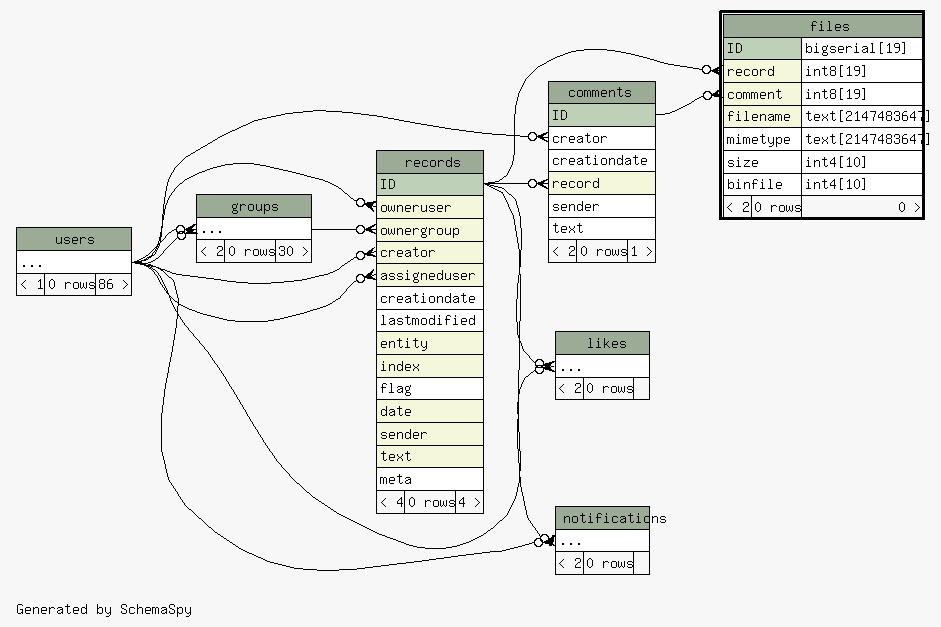 files
ID bigserial[19]
record int8[19]
comment int8[19]
filename text[2147483647]
mimetype text[2147483647]
size int4[10]
binfile int4[10]
< 2 0 rows 0 >
comments
ID
creator
creationdate
record
sender
text
< 2 0 rows 1 >
records
ID
owneruser
ownergroup
creator
assigneduser
creationdate
lastmodified
entity
index
flag
date
sender
text
meta
< 4 0 rows 4 >
groups
...
< 2 0 rows 30 >
users
...
< 1 0 rows 86 >
likes
...
< 2 0 rows
notifications
...
< 2 0 rows
Generated by SchemaSpy